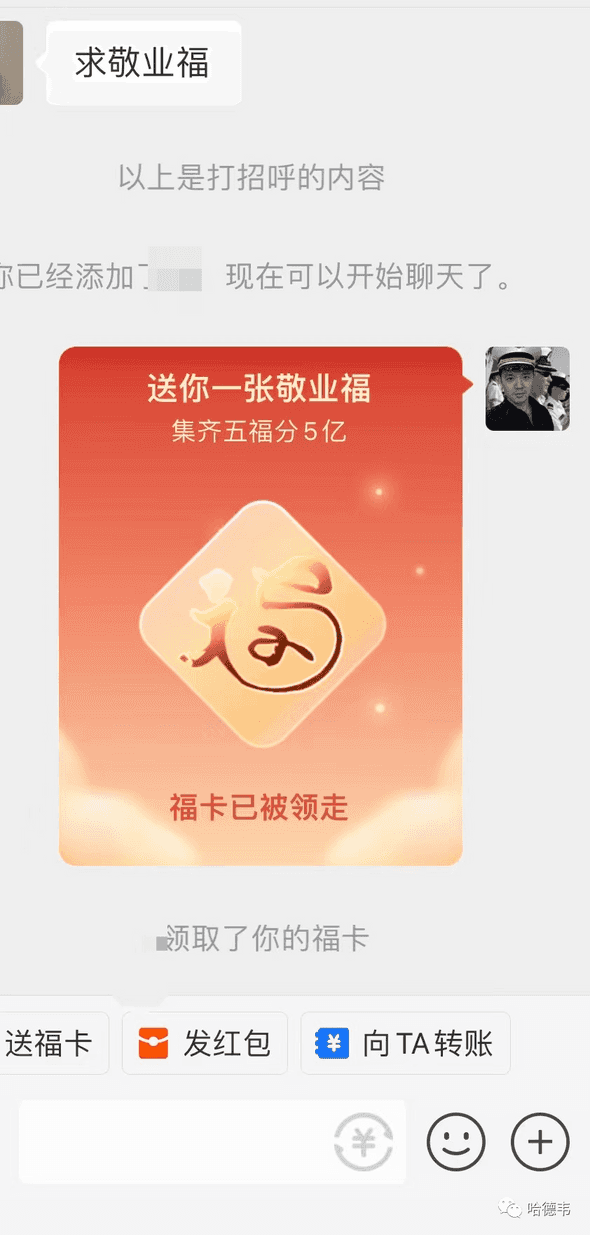 求敬业福
以上是打招呼的内容
你已经添加了 现在可以开始聊天了。
送你一张敬业福
集齐五福分5亿
福
福卡已被领走
领取了你的福卡
送福卡 发红包 向TA转账
哈德韦